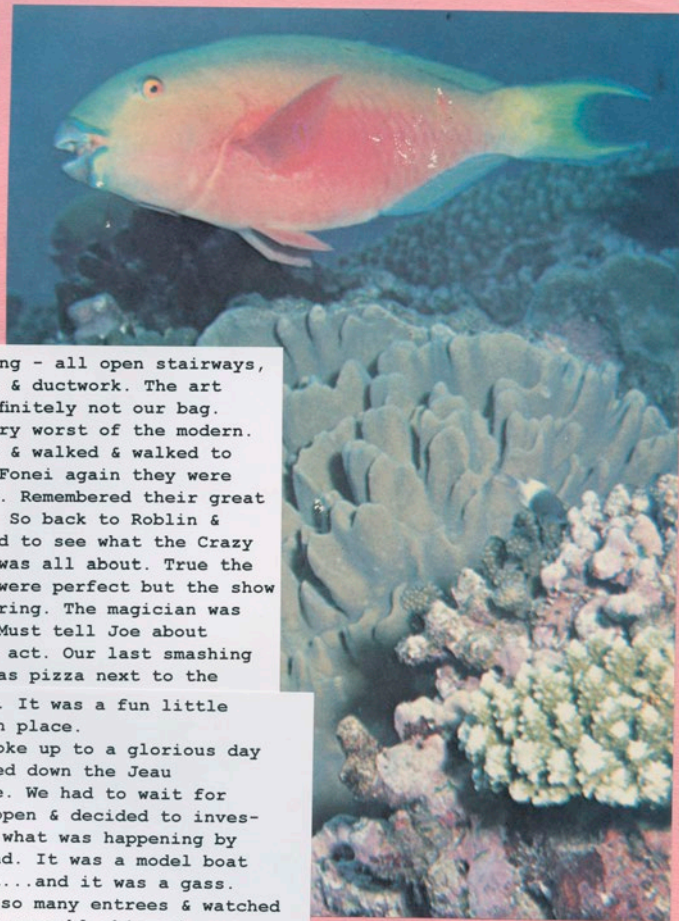 ng - all open stairways,
& ductwork. The art
finitely not our bag.
ry worst of the modern.
& walked & walked to
Fonei again they were
. Remembered their great
So back to Roblin &
d to see what the Crazy
was all about. True the
were perfect but the show
ring. The magician was
Must tell Joe about
act. Our last smashing
as pizza next to the
. It was a fun little
n place.
oke up to a glorious day
ed down the Jeau
e. We had to wait for
open & decided to inves-
what was happening by
nd. It was a model boat
....and it was a gass.
so many entrees & watched